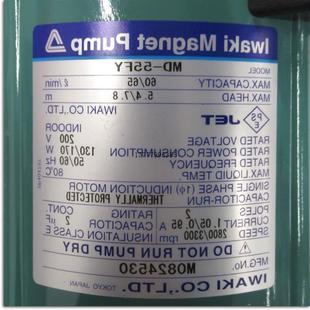 Iwaki Magnet Pump
MODEL MD-55FY
MAX.CAPACITY 60/65 ℓ/min
MAX.HEAD 5.4/7.8 m
IWAKI CO.,LTD.
PS E JET INDOOR
RATED VOLTAGE 200 V
RATED POWER CONSUMPTION 130/170 W
RATED FREQUENCY 50/60 Hz
MAX.LIQUID TEMP. 80℃
SINGLE PHASE (1Φ) INDUCTION MOTOR
CAPACITOR-RUN THERMALLY PROTECTED
POLES 2 RATING CONT.
CURRENT 1.05/0.95 A CAPACITOR 2 μF
SPEED 2800/3300 rpm INSULATION CLASS E
DO NOT RUN PUMP DRY
MFG.No. M0824530
IWAKI CO.,LTD. TOKYO JAPAN